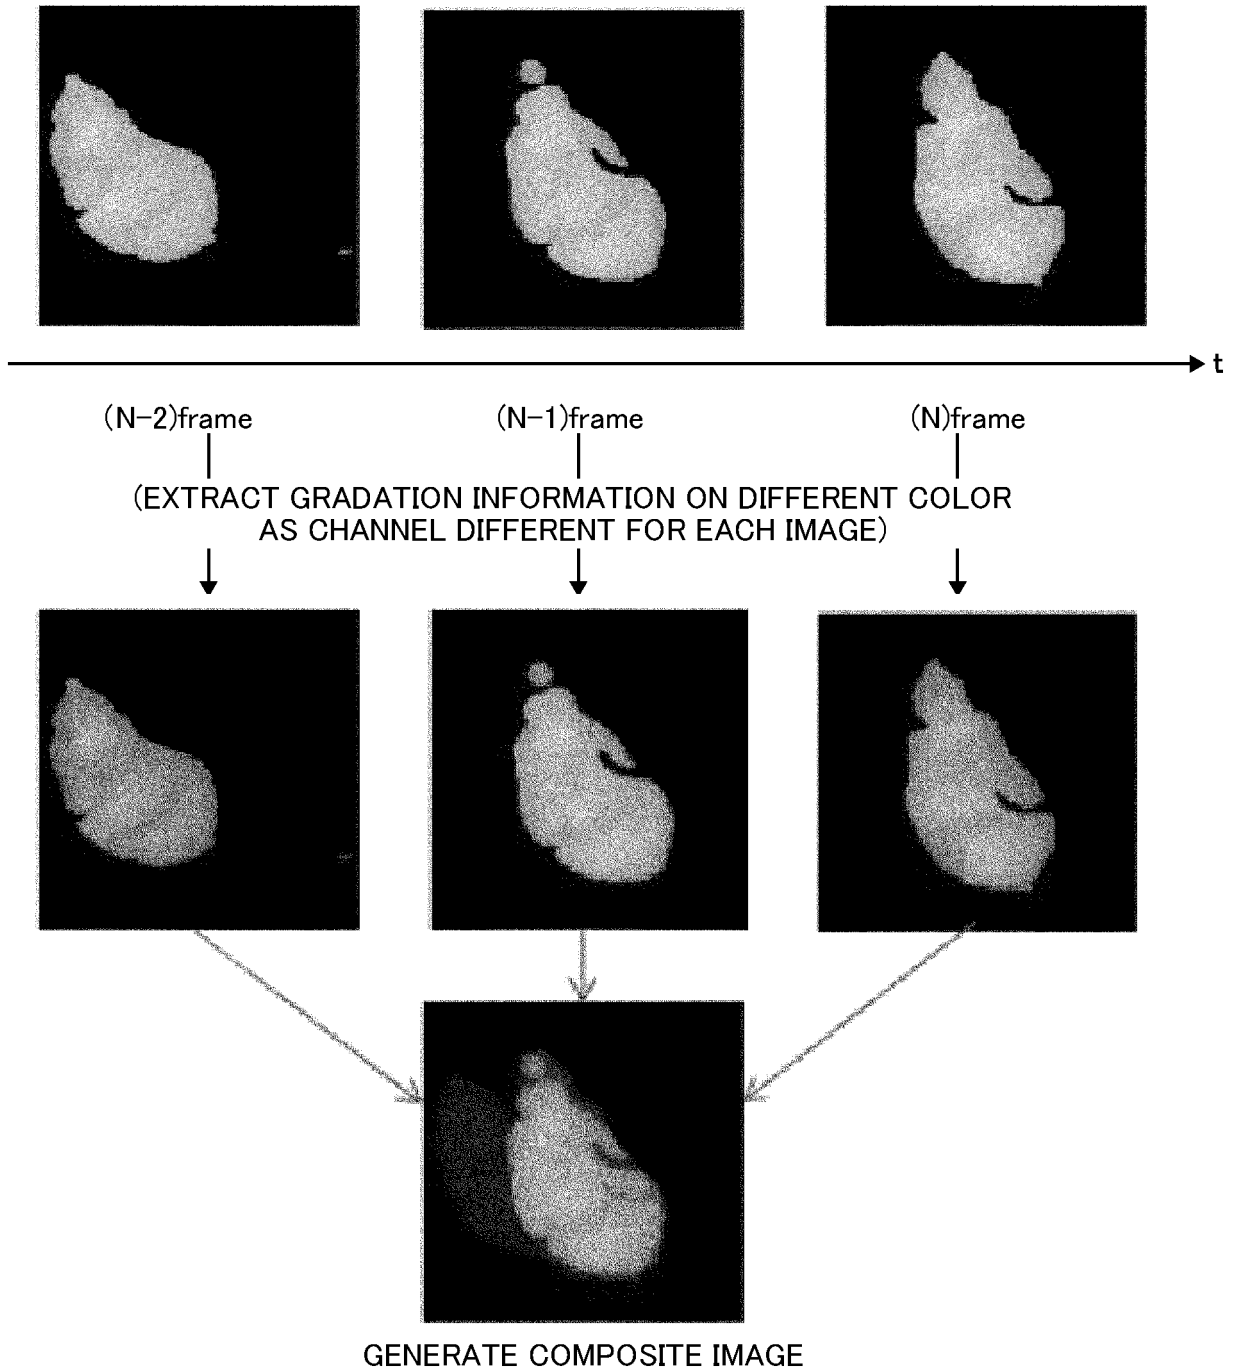 t
(N-2)frame
(N-1)frame
(N)frame
(EXTRACT GRADATION INFORMATION ON DIFFERENT COLOR
AS CHANNEL DIFFERENT FOR EACH IMAGE)
GENERATE COMPOSITE IMAGE